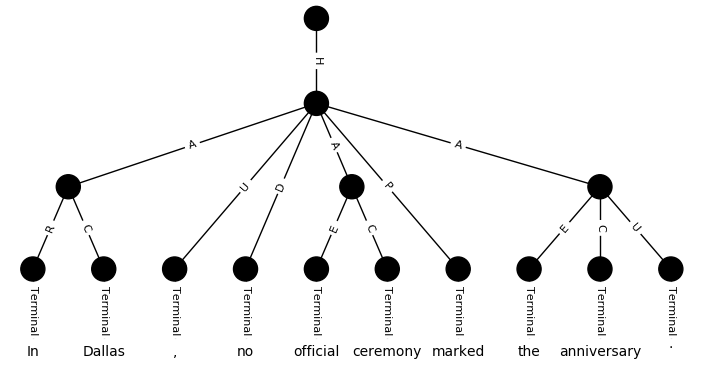 H
A U D A P A
R C E C E C U
Terminal Terminal Terminal Terminal Terminal Terminal Terminal Terminal Terminal Terminal
In Dallas , no official ceremony marked the anniversary .